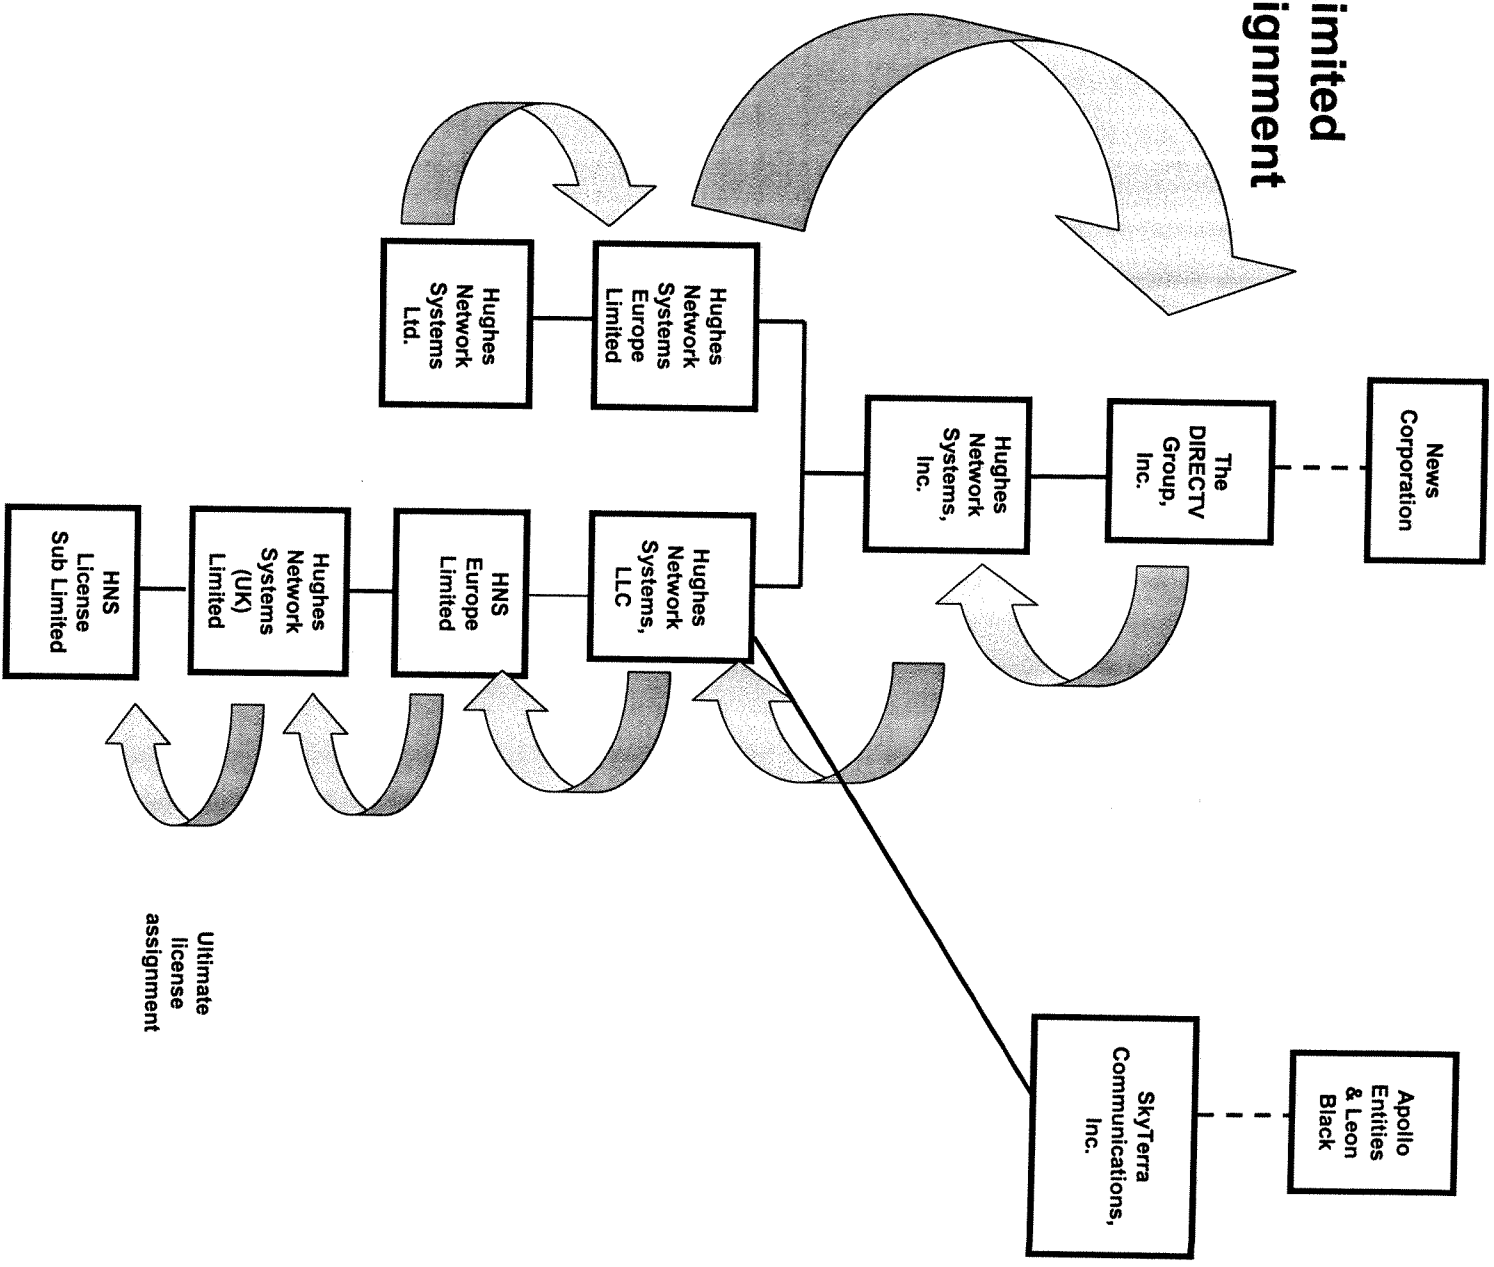 imited
ignment
News
Corporation
Apollo
Entities
& Leon
Black
The
DIRECTV
Group,
Inc.
SkyTerra
Communications,
Inc.
Hughes
Network
Systems,
Inc.
Hughes
Network
Systems
Europe
Limited
Hughes
Network
Systems,
LLC
Hughes
Network
Systems
Ltd.
HNS
Europe
Limited
Hughes
Network
Systems
(UK)
Limited
HNS
License
Sub Limited
Ultimate
license
assignment